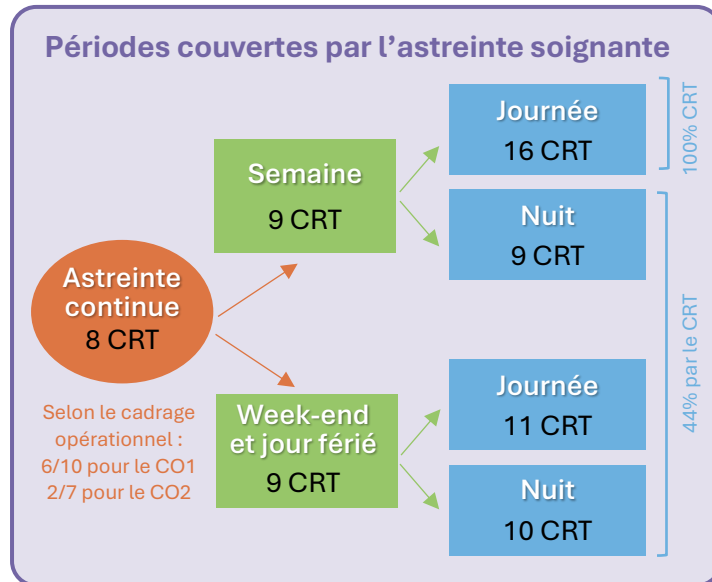 Périodes couvertes par l’astreinte soignante
Astreinte
continue
8 CRT
Selon le cadrage
opérationnel :
6/10 pour le CO1
2/7 pour le CO2
Semaine
9 CRT
Week-end
et jour férié
9 CRT
Journée
16 CRT
Nuit
9 CRT
Journée
11 CRT
Nuit
10 CRT
100% CRT
44% par le CRT